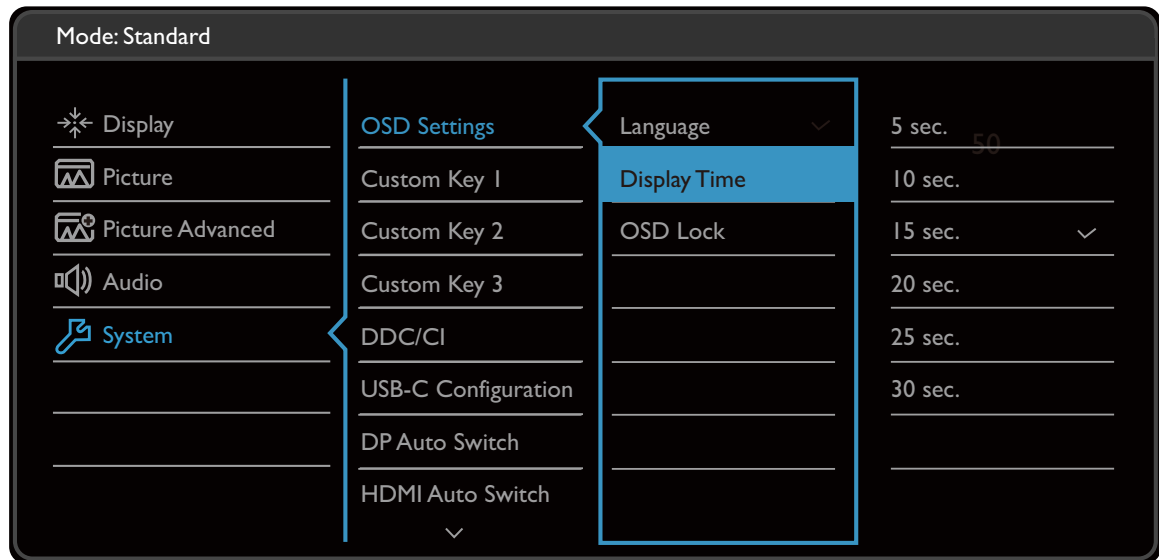 Mode: Standard
Display
Picture
Picture Advanced
Audio
System
OSD Settings
Custom Key 1
Custom Key 2
Custom Key 3
DDC/CI
USB-C Configuration
DP Auto Switch
HDMI Auto Switch
Language
Display Time
OSD Lock
5 sec.
50
10 sec.
15 sec.
20 sec.
25 sec.
30 sec.